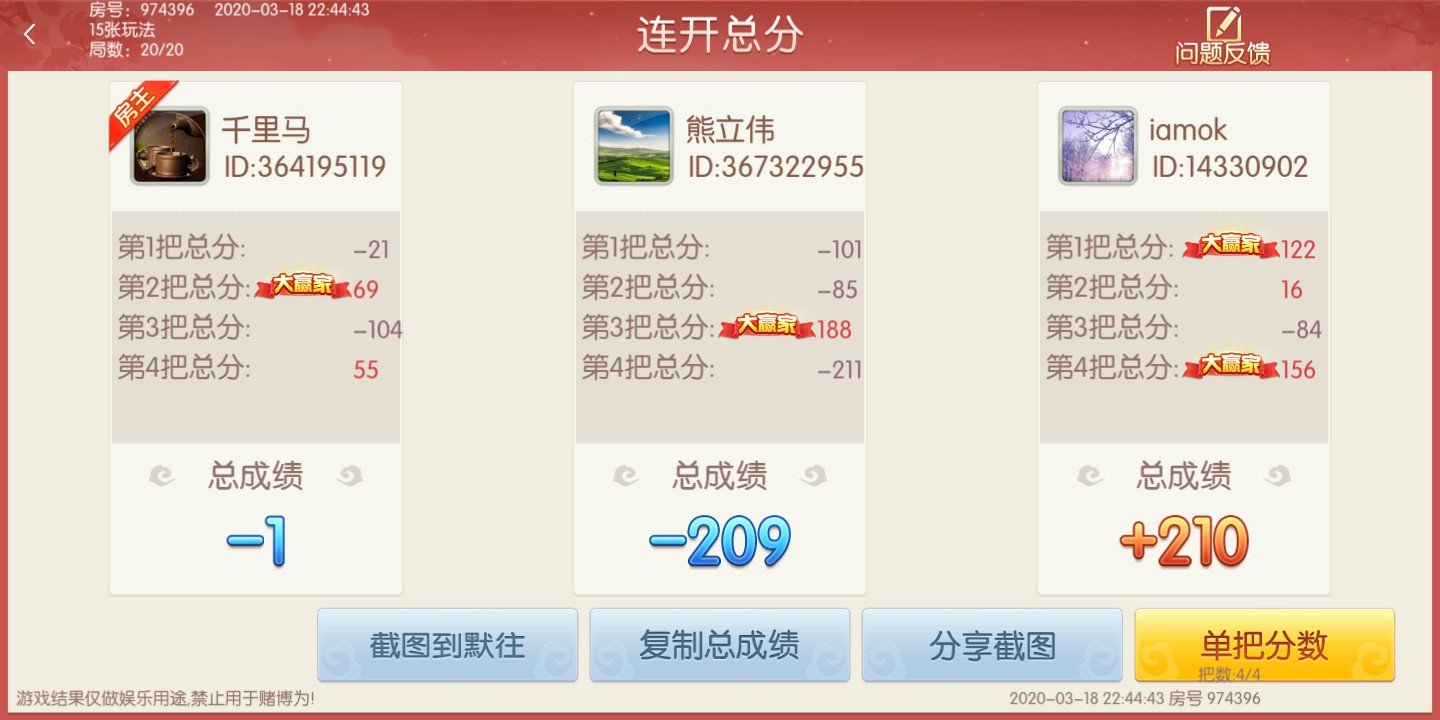 房号：974396 2020-03-18 22:44:43
15张玩法
局数：20/20
连开总分
问题反馈
房主
千里马
ID:364195119
第1把总分: -21
第2把总分: 大赢家 69
第3把总分: -104
第4把总分: 55
总成绩
-1
熊立伟
ID:367322955
第1把总分: -101
第2把总分: -85
第3把总分: 大赢家 188
第4把总分: -211
总成绩
-209
iamok
ID:14330902
第1把总分: 大赢家 122
第2把总分: 16
第3把总分: -84
第4把总分: 大赢家 156
总成绩
+210
截图到默往
复制总成绩
分享截图
单把分数
把数:4/4
游戏结果仅做娱乐用途,禁止用于赌博为!
2020-03-18 22:44:43 房号 974396